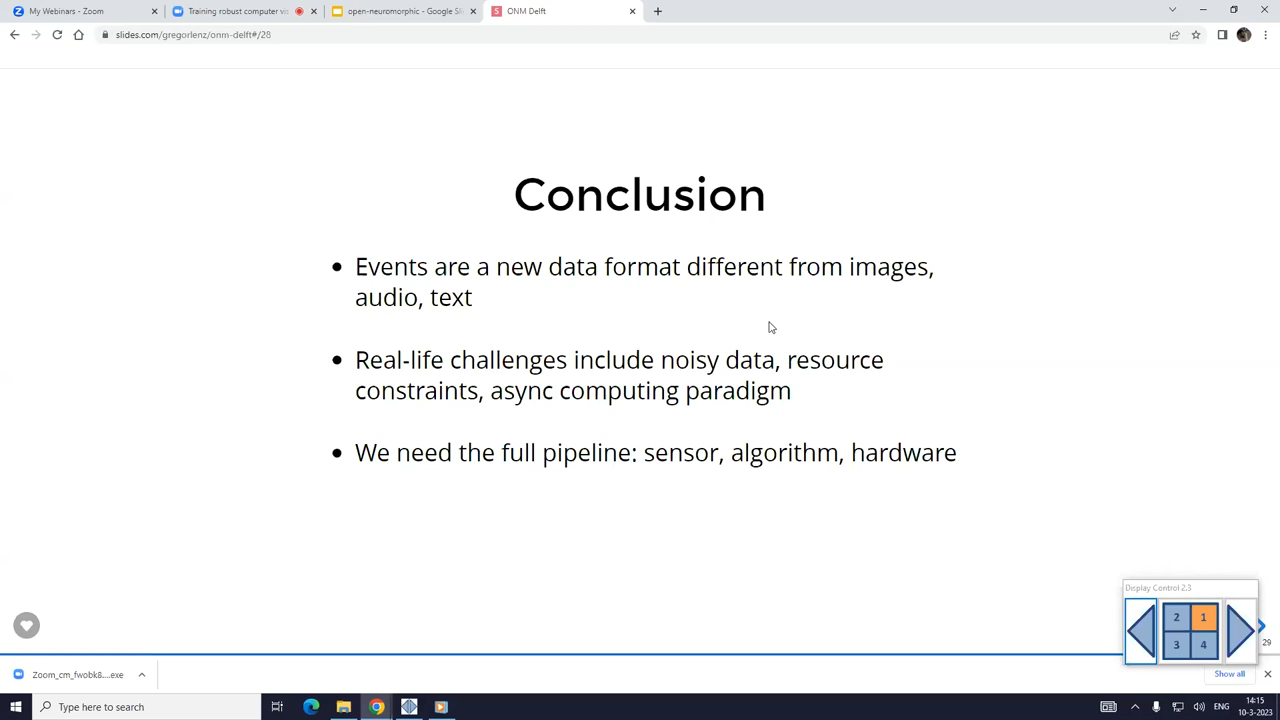 My Webinars - Zoom
Training robust computer vis
open-neuromorphic - Google Sli
ONM Delft
slides.com/gregorlenz/onm-delft#/28
Conclusion
Events are a new data format different from images,
audio, text
Real-life challenges include noisy data, resource
constraints, async computing paradigm
We need the full pipeline: sensor, algorithm, hardware
Display Control 2.3
2 1
3 4
29
Zoom_cm_fwobk8....exe
Show all
Type here to search
ENG
14:15
10-3-2023